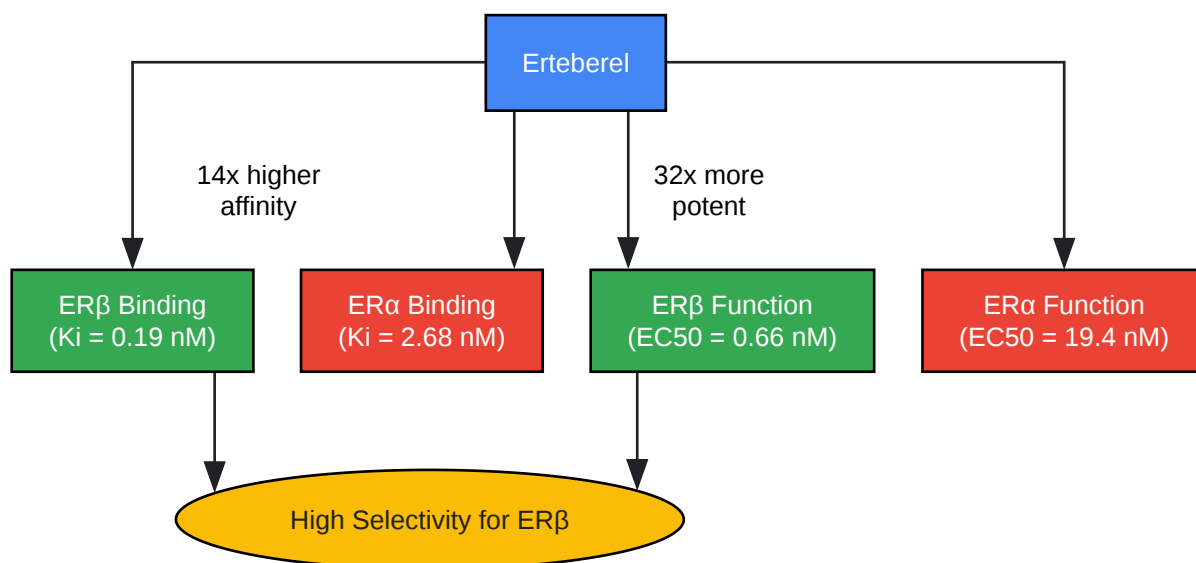 Erteberel
14x higher
affinity
32x more
potent
ERβ Binding
(Ki = 0.19 nM)
ERα Binding
(Ki = 2.68 nM)
ERβ Function
(EC50 = 0.66 nM)
ERα Function
(EC50 = 19.4 nM)
High Selectivity for ERβ